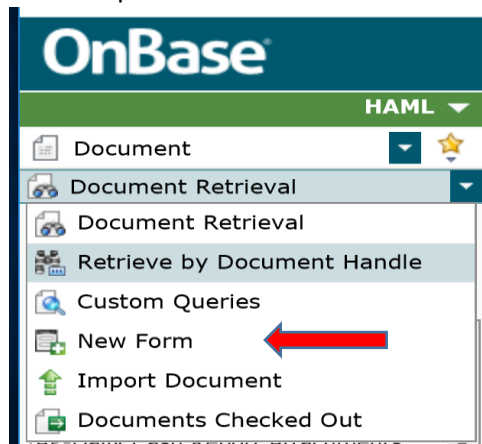 OnBase
HAML
Document
Document Retrieval
Document Retrieval
Retrieve by Document Handle
Custom Queries
New Form
Import Document
Documents Checked Out